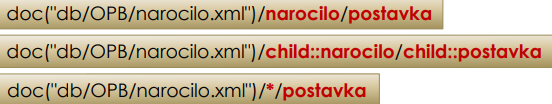 doc("db/OPB/narocilo.xml")/narocilo/postavka
doc("db/OPB/narocilo.xml")/child::narocilo/child::postavka
doc("db/OPB/narocilo.xml")/*/postavka